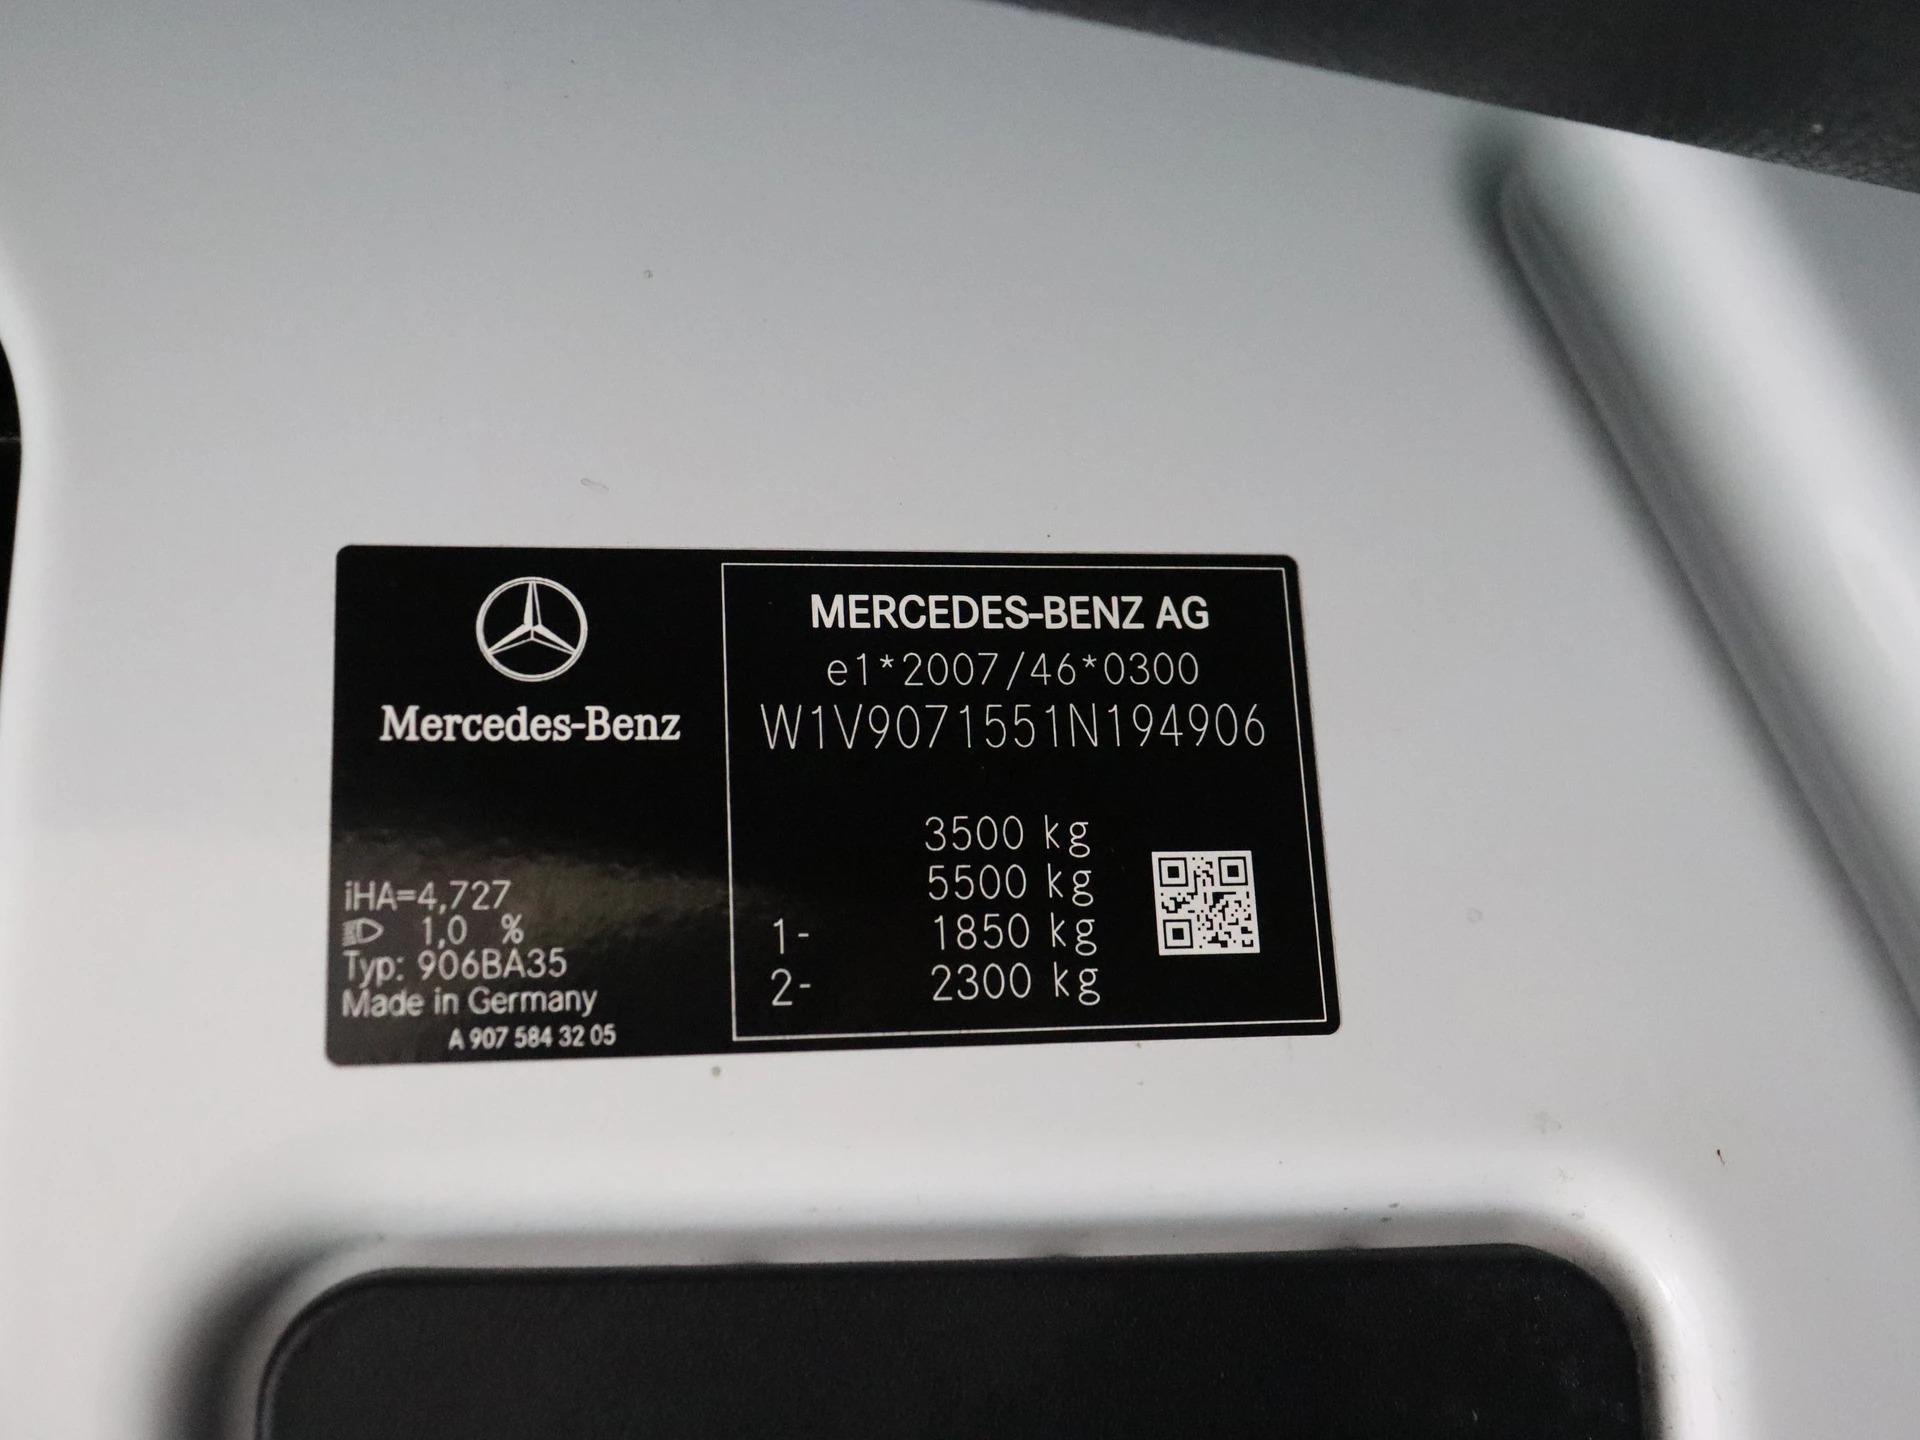 Mercedes-Benz
iHA=4,727
1,0 %
Typ: 906BA35
Made in Germany
A 907 584 32 05
MERCEDES-BENZ AG
e1*2007/46*0300
W1V9071551N194906
3500 kg
5500 kg
1- 1850 kg
2- 2300 kg